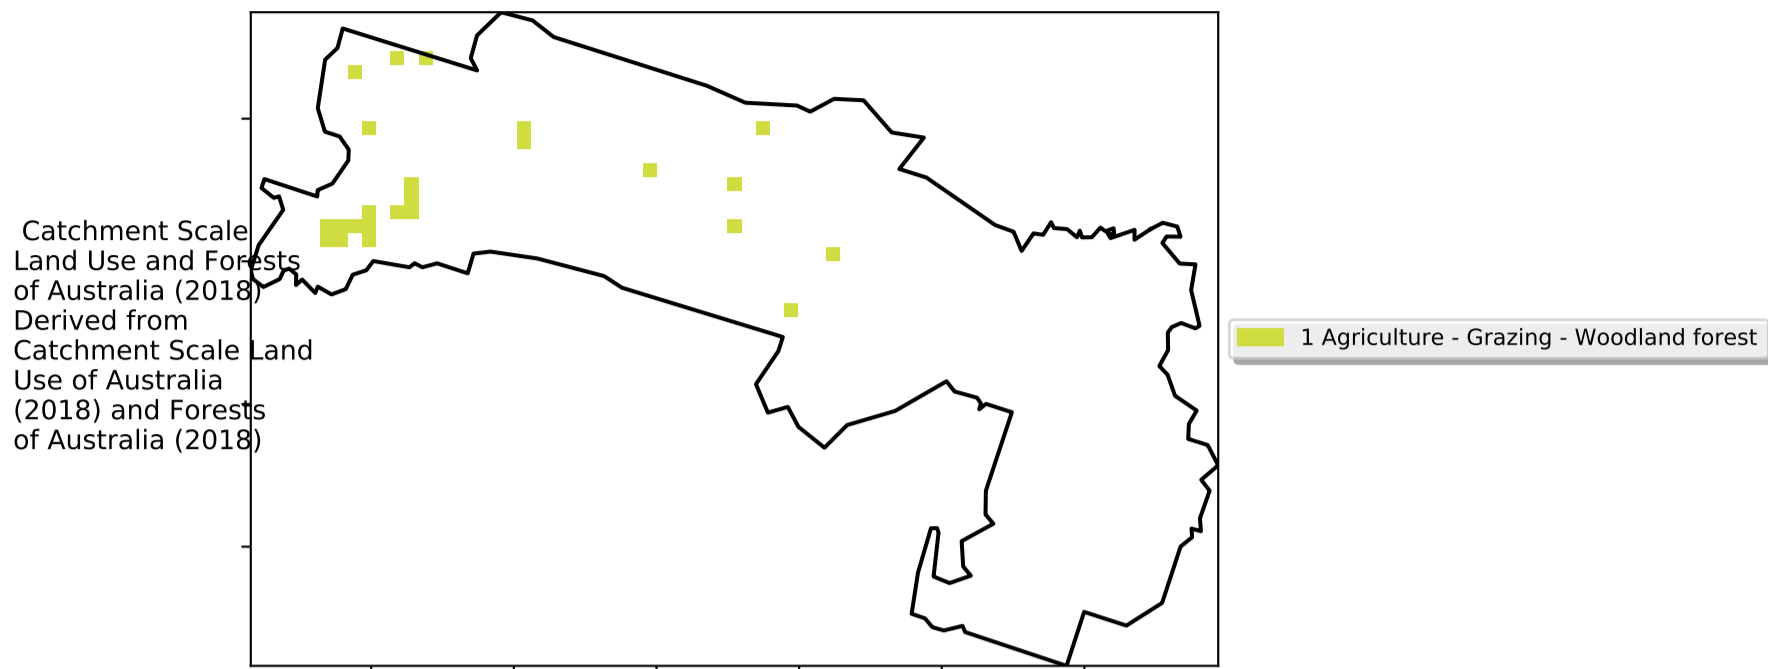 Catchment Scale
Land Use and Forests
of Australia (2018)
Derived from
Catchment Scale Land
Use of Australia
(2018) and Forests
of Australia (2018)
1 Agriculture - Grazing - Woodland forest